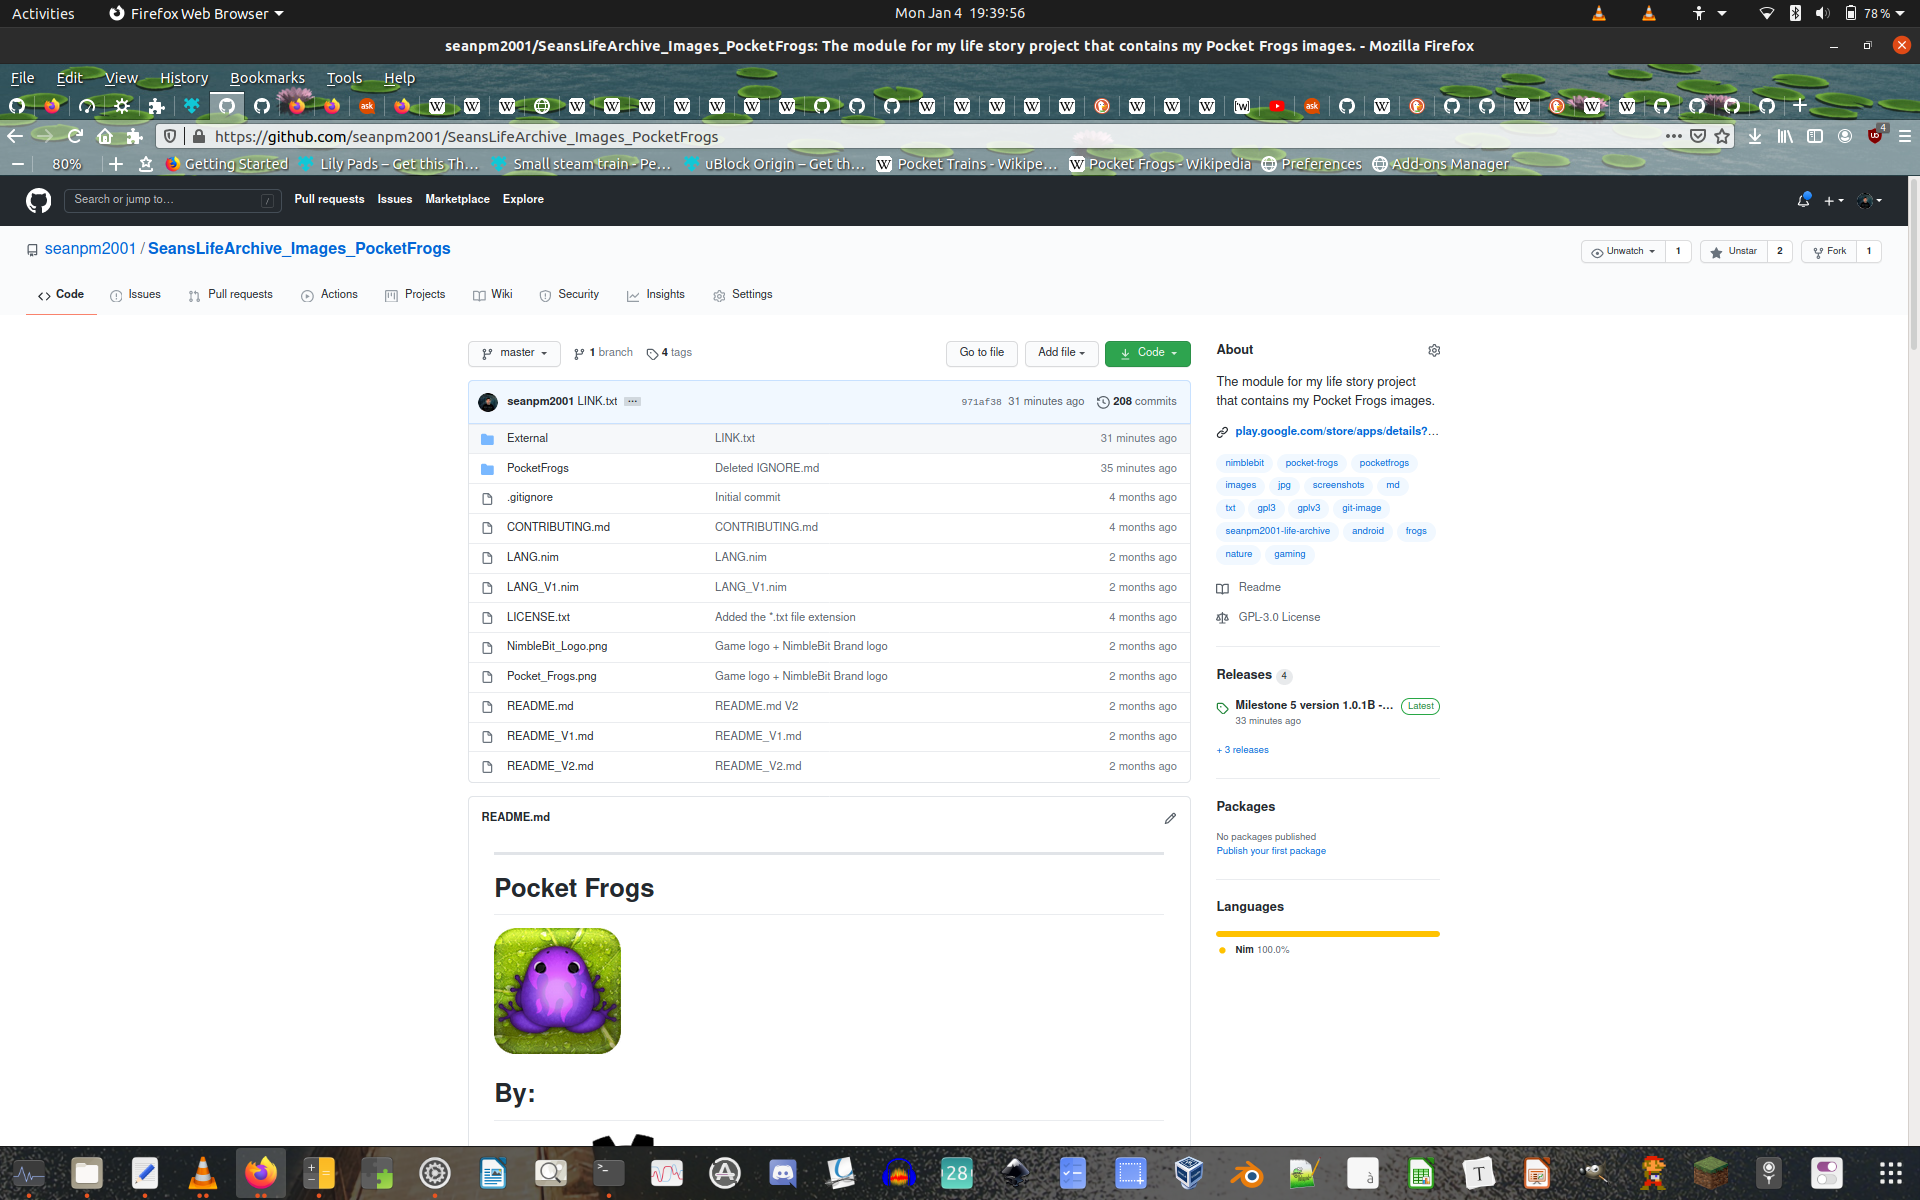 Activities Firefox Web Browser Mon Jan 4 19:39:56 78 %
seanpm2001/SeansLifeArchive_Images_PocketFrogs: The module for my life story project that contains my Pocket Frogs images. - Mozilla Firefox
File Edit View History Bookmarks Tools Help
https://github.com/seanpm2001/SeansLifeArchive_Images_PocketFrogs 4
80% Getting Started Lily Pads – Get this Th… Small steam train - Pe… uBlock Origin – Get th… Pocket Trains - Wikipe… Pocket Frogs - Wikipedia Preferences Add-ons Manager
Search or jump to… / Pull requests Issues Marketplace Explore
seanpm2001 / SeansLifeArchive_Images_PocketFrogs Unwatch 1 Unstar 2 Fork 1
Code Issues Pull requests Actions Projects Wiki Security Insights Settings
master 1 branch 4 tags Go to file Add file Code
seanpm2001 LINK.txt ... 971af38 31 minutes ago 208 commits
External LINK.txt 31 minutes ago
PocketFrogs Deleted IGNORE.md 35 minutes ago
.gitignore Initial commit 4 months ago
CONTRIBUTING.md CONTRIBUTING.md 4 months ago
LANG.nim LANG.nim 2 months ago
LANG_V1.nim LANG_V1.nim 2 months ago
LICENSE.txt Added the *.txt file extension 4 months ago
NimbleBit_Logo.png Game logo + NimbleBit Brand logo 2 months ago
Pocket_Frogs.png Game logo + NimbleBit Brand logo 2 months ago
README.md README.md V2 2 months ago
README_V1.md README_V1.md 2 months ago
README_V2.md README_V2.md 2 months ago
README.md
Pocket Frogs
By:
About
The module for my life story project
that contains my Pocket Frogs images.
play.google.com/store/apps/details?…
nimblebit pocket-frogs pocketfrogs
images jpg screenshots md
txt gpl3 gplv3 git-image
seanpm2001-life-archive android frogs
nature gaming
Readme
GPL-3.0 License
Releases 4
Milestone 5 version 1.0.1B -… Latest
33 minutes ago
+ 3 releases
Packages
No packages published
Publish your first package
Languages
Nim 100.0%
28